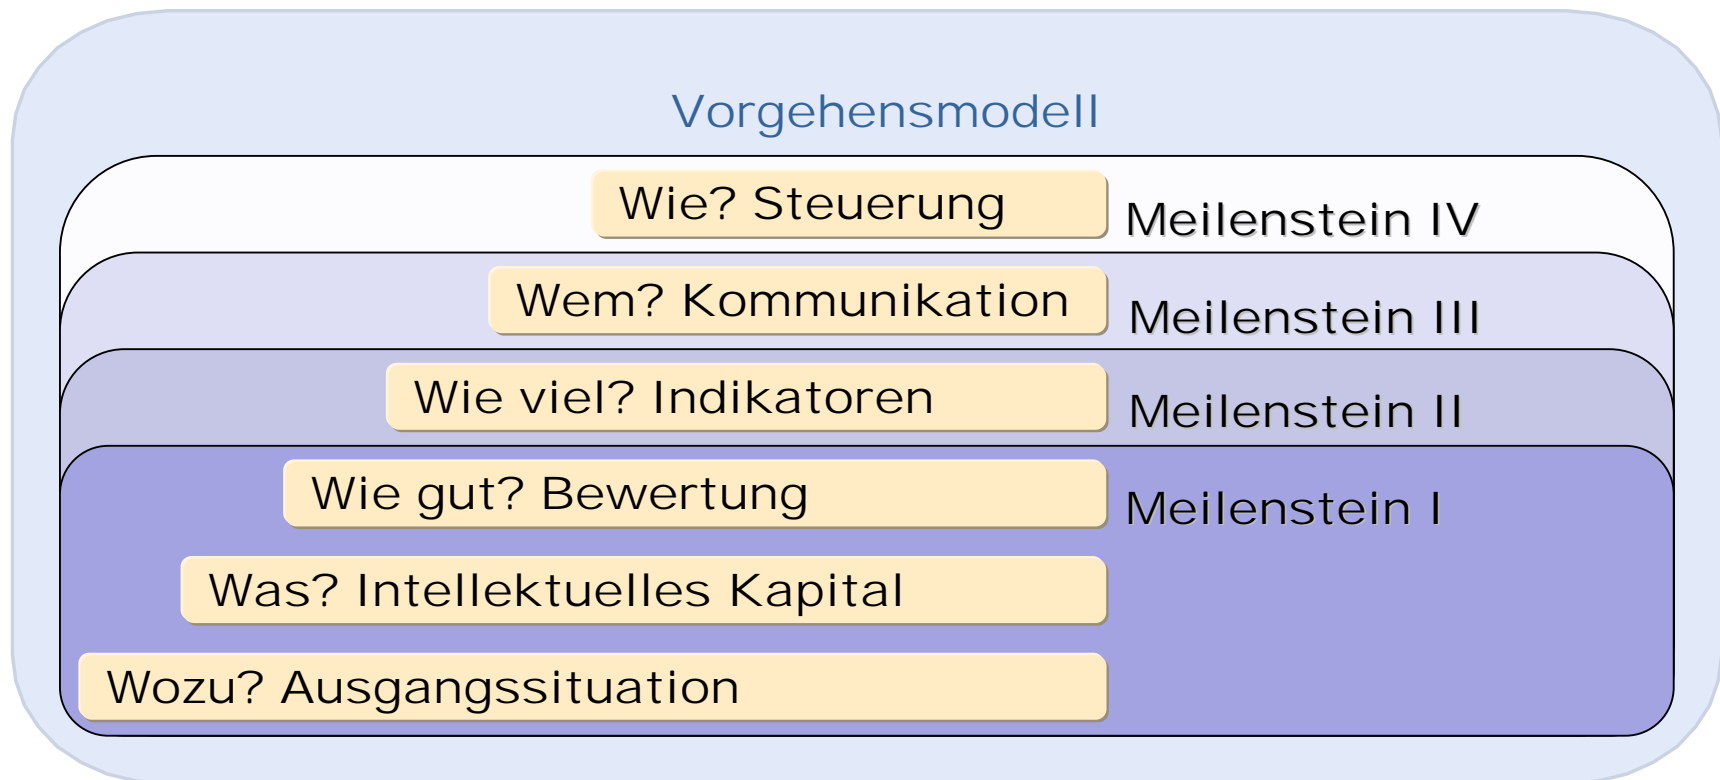 Vorgehensmodell
Wie? Steuerung
Meilenstein IV
Wem? Kommunikation
Meilenstein III
Wie viel? Indikatoren
Meilenstein II
Wie gut? Bewertung
Meilenstein I
Was? Intellektuelles Kapital
Wozu? Ausgangssituation